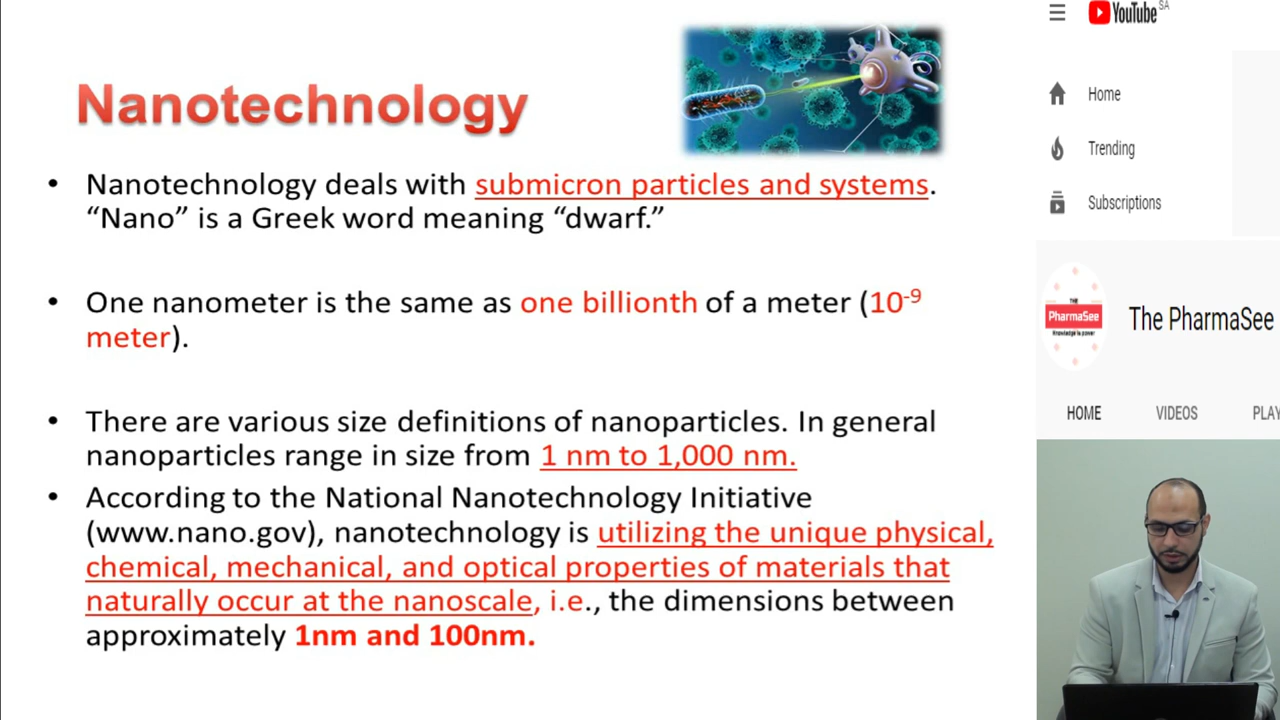 Nanotechnology
• Nanotechnology deals with submicron particles and systems.
“Nano” is a Greek word meaning “dwarf.”
• One nanometer is the same as one billionth of a meter (10⁻⁹
meter).
• There are various size definitions of nanoparticles. In general
nanoparticles range in size from 1 nm to 1,000 nm.
• According to the National Nanotechnology Initiative
(www.nano.gov), nanotechnology is utilizing the unique physical,
chemical, mechanical, and optical properties of materials that
naturally occur at the nanoscale, i.e., the dimensions between
approximately 1nm and 100nm.
YouTube SA
Home
Trending
Subscriptions
THE
PharmaSee
Knowledge is power
The PharmaSee
HOME VIDEOS PLAY